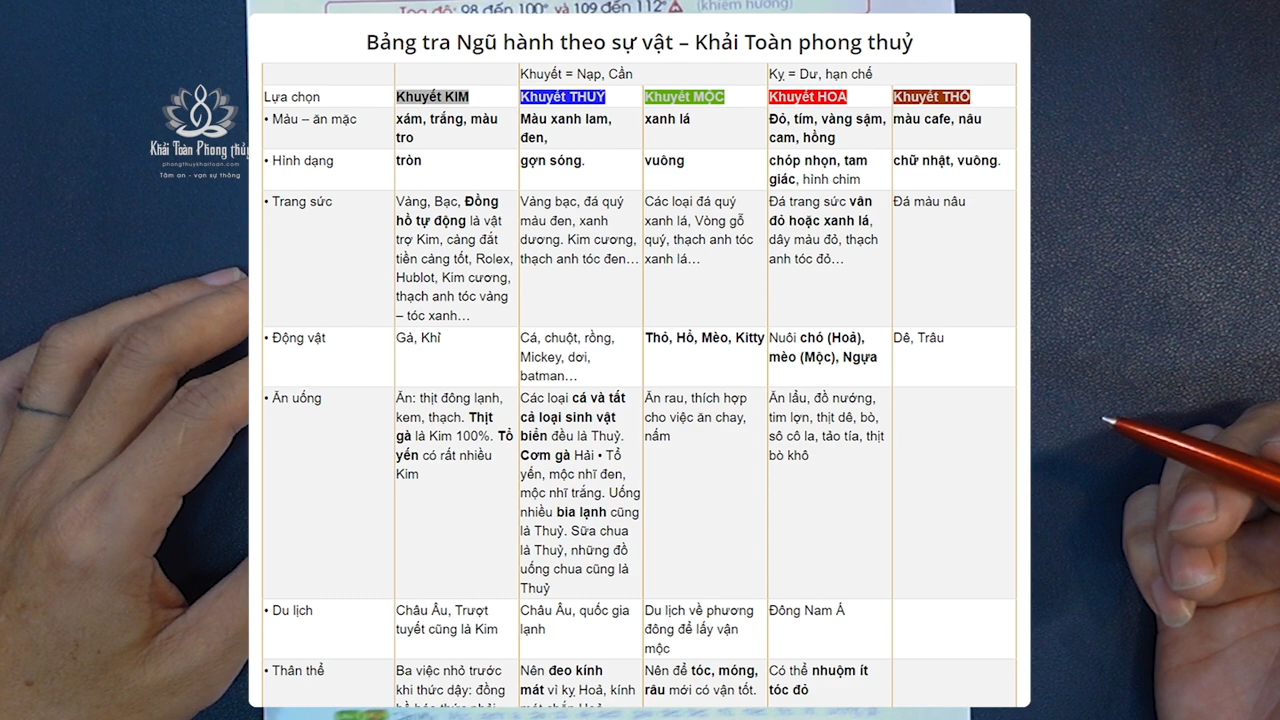 Toạ độ: 98 đến 100° và 109 đến 112° (khiêm hướng)
Bảng tra Ngũ hành theo sự vật – Khải Toàn phong thuỷ
Khuyết = Nạp, Cần
Kỵ = Dư, hạn chế
Lựa chọn
Khuyết KIM
Khuyết THUỶ
Khuyết MỘC
Khuyết HOẢ
Khuyết THỔ
• Màu – ăn mặc
xám, trắng, màu
tro
Màu xanh lam,
đen,
xanh lá
Đỏ, tím, vàng sậm,
cam, hồng
màu cafe, nâu
• Hình dạng
tròn
gợn sóng.
vuông
chóp nhọn, tam
giác, hình chim
chữ nhật, vuông.
• Trang sức
Vàng, Bạc, Đồng
hồ tự động là vật
trợ Kim, càng đắt
tiền càng tốt, Rolex,
Hublot, Kim cương,
thạch anh tóc vàng
– tóc xanh…
Vàng bạc, đá quý
màu đen, xanh
dương. Kim cương,
thạch anh tóc đen…
Các loại đá quý
xanh lá, Vòng gỗ
quý, thạch anh tóc
xanh lá…
Đá trang sức vân
đỏ hoặc xanh lá,
dây màu đỏ, thạch
anh tóc đỏ…
Đá màu nâu
• Động vật
Gà, Khỉ
Cá, chuột, rồng,
Mickey, dơi,
batman…
Thỏ, Hổ, Mèo, Kitty
Nuôi chó (Hoả),
mèo (Mộc), Ngựa
Dê, Trâu
• Ăn uống
Ăn: thịt đông lạnh,
kem, thạch. Thịt
gà là Kim 100%. Tổ
yến có rất nhiều
Kim
Các loại cá và tất
cả loại sinh vật
biển đều là Thuỷ.
Cơm gà Hải • Tổ
yến, mộc nhĩ đen,
mộc nhĩ trắng. Uống
nhiều bia lạnh cũng
là Thuỷ. Sữa chua
là Thuỷ, những đồ
uống chua cũng là
Thuỷ
Ăn rau, thích hợp
cho việc ăn chay,
nấm
Ăn lẩu, đồ nướng,
tim lợn, thịt dê, bò,
sô cô la, tảo tía, thịt
bò khô
• Du lịch
Châu Âu, Trượt
tuyết cũng là Kim
Châu Âu, quốc gia
lạnh
Du lịch về phương
đông để lấy vận
mộc
Đông Nam Á
• Thân thể
Ba việc nhỏ trước
khi thức dậy: đồng
Nên đeo kính
mát vì kỵ Hoả, kính
Nên để tóc, móng,
râu mới có vận tốt.
Có thể nhuộm ít
tóc đỏ
Khải Toàn Phong thuỷ
phongthuykhaitoan.com
Tâm an - vạn sự thông